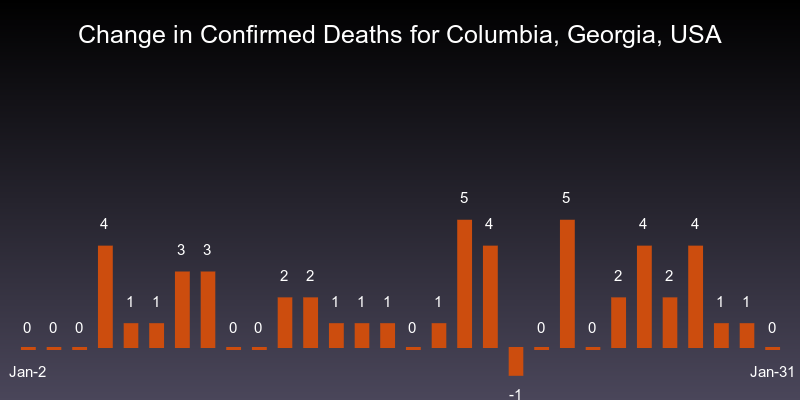 Change in Confirmed Deaths for Columbia, Georgia, USA
0 0 0 4 1 1 3 3 0 0 2 2 1 1 1 0 1 5 4 -1 0 5 0 2 4 2 4 1 1 0
Jan-2 Jan-31